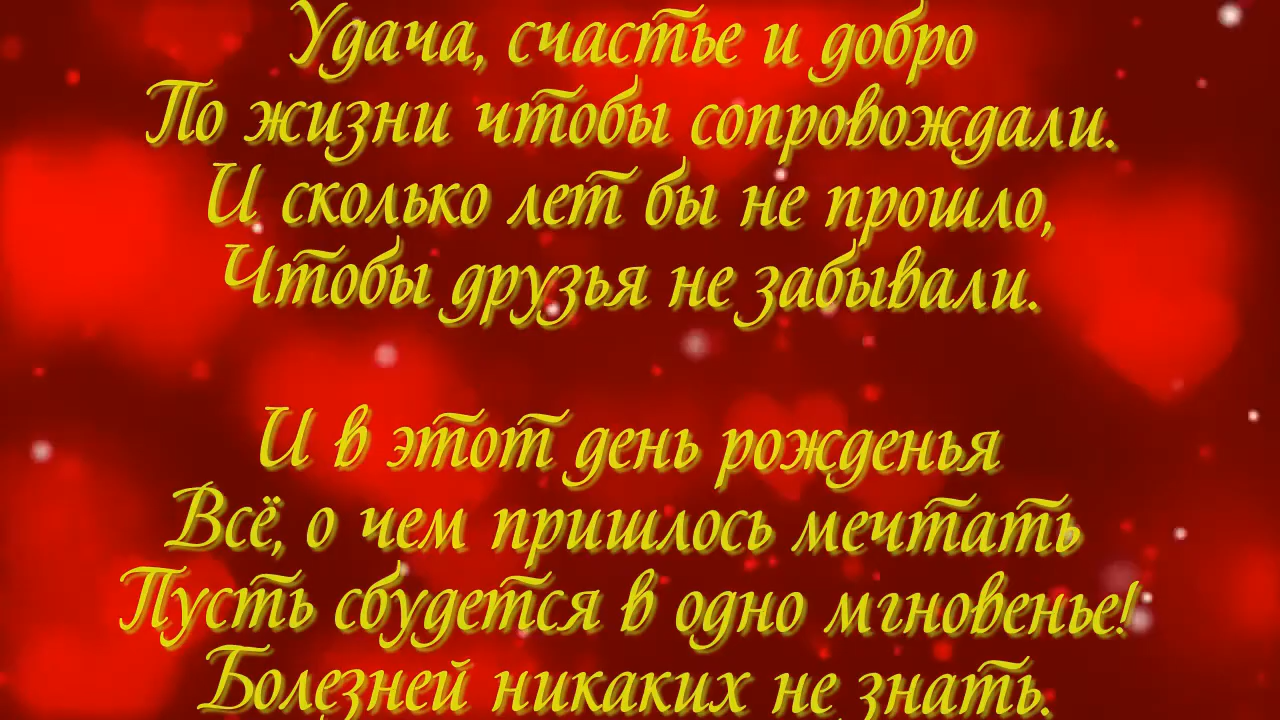 Удача, счастье и добро
По жизни чтобы сопровождали.
И сколько лет бы не прошло,
Чтобы друзья не забывали.
И в этот день рожденья
Всё, о чем пришлось мечтать
Пусть сбудется в одно мгновенье!
Болезней никаких не знать.